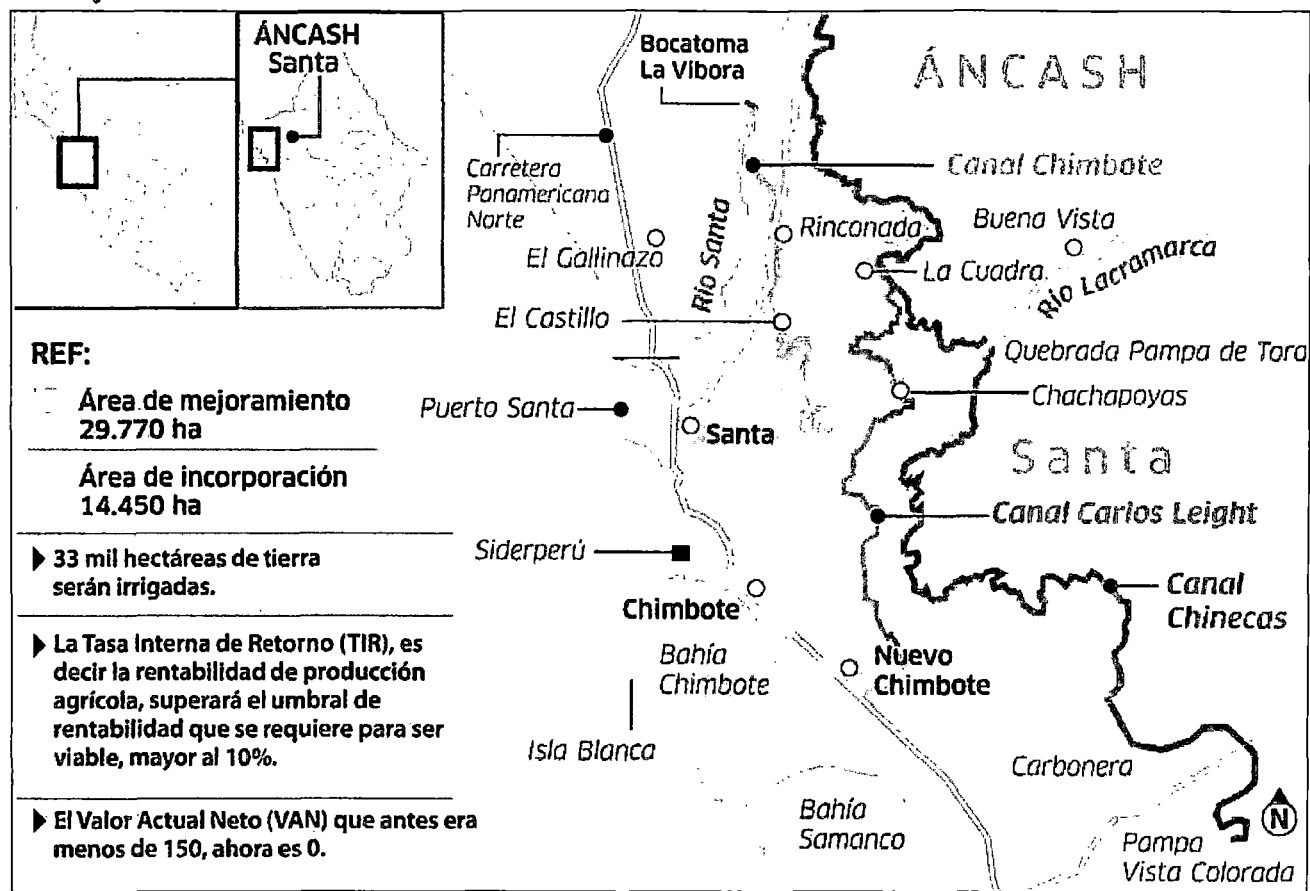 ÁNCASH
Santa
REF:
Área de mejoramiento
29.770 ha
Área de incorporación
14.450 ha
33 mil hectáreas de tierra
serán irrigadas.
La Tasa Interna de Retorno (TIR), es
decir la rentabilidad de producción
agrícola, superará el umbral de
rentabilidad que se requiere para ser
viable, mayor al 10%.
El Valor Actual Neto (VAN) que antes era
menos de 150, ahora es 0.
Bocatoma
La Vibora
ÁNCASH
Carretera
Panamericana
Norte
Canal Chimbote
El Gallinazo
Río Santa
Rinconada
Buena Vista
La Cuadra
Río Lacramarca
El Castillo
Quebrada Pampa de Toro
Puerto Santa
Santa
Chachapoyas
Santa
Canal Carlos Leight
Siderperú
Chimbote
Canal
Chinecas
Bahía
Chimbote
Nuevo
Chimbote
Isla Blanca
Carbonera
Bahía
Samanco
N
Pampa
Vista Colorada